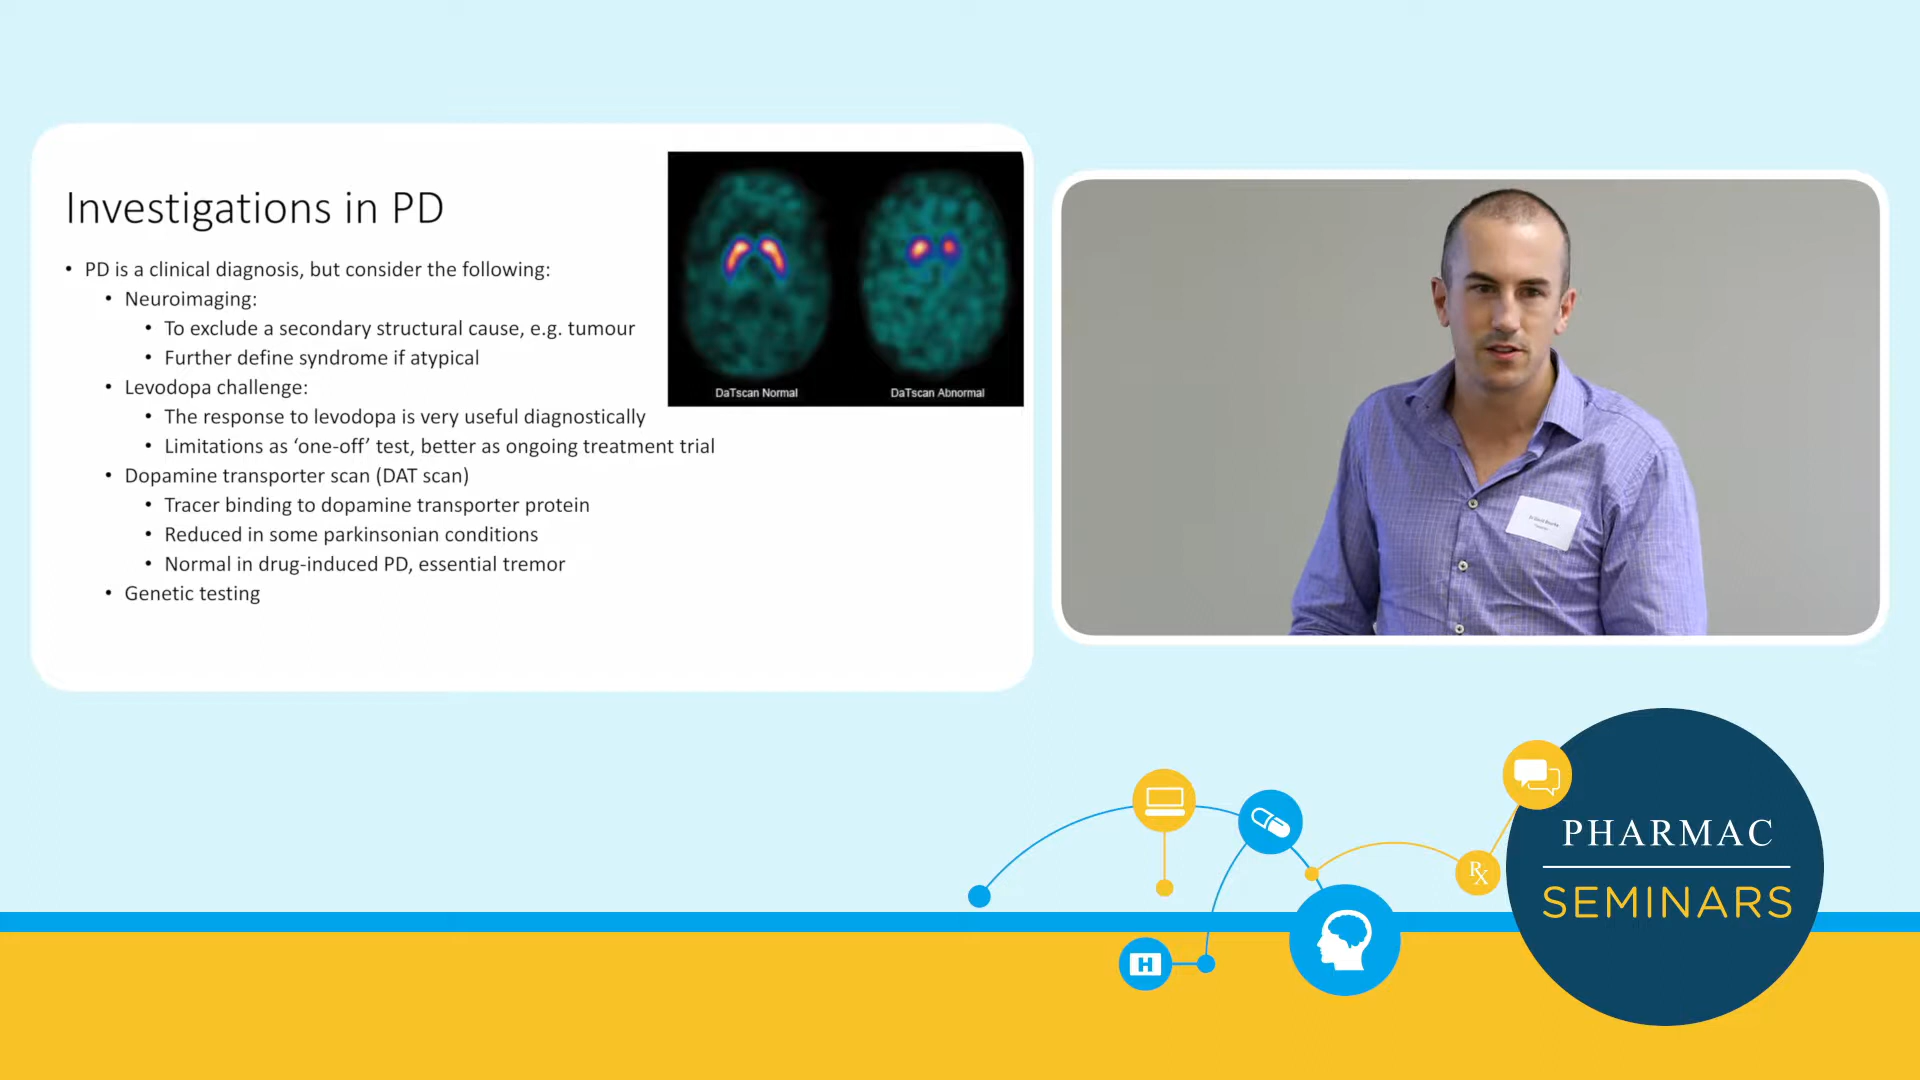 Investigations in PD
• PD is a clinical diagnosis, but consider the following:
• Neuroimaging:
• To exclude a secondary structural cause, e.g. tumour
• Further define syndrome if atypical
• Levodopa challenge:
• The response to levodopa is very useful diagnostically
• Limitations as ‘one-off’ test, better as ongoing treatment trial
• Dopamine transporter scan (DAT scan)
• Tracer binding to dopamine transporter protein
• Reduced in some parkinsonian conditions
• Normal in drug-induced PD, essential tremor
• Genetic testing
DaTscan Normal
DaTscan Abnormal
Rx
H
PHARMAC
SEMINARS